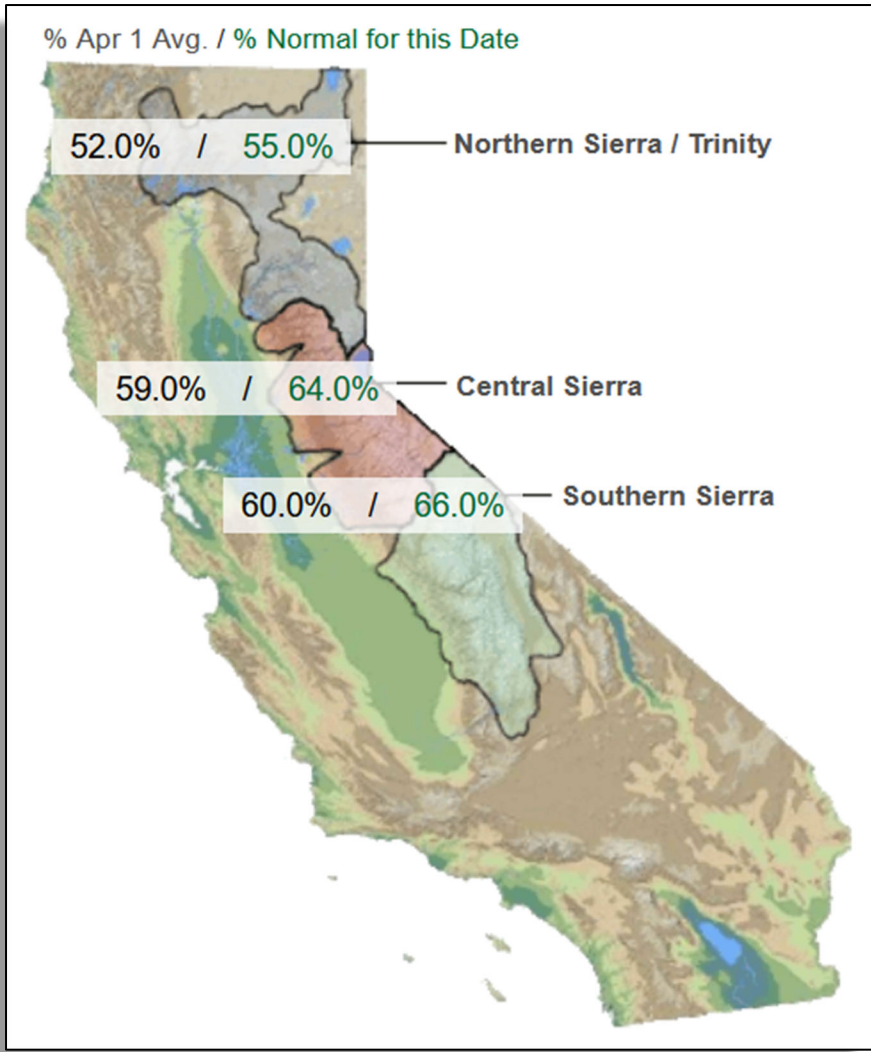 % Apr 1 Avg. / % Normal for this Date
52.0% / 55.0% Northern Sierra / Trinity
59.0% / 64.0% Central Sierra
60.0% / 66.0% Southern Sierra